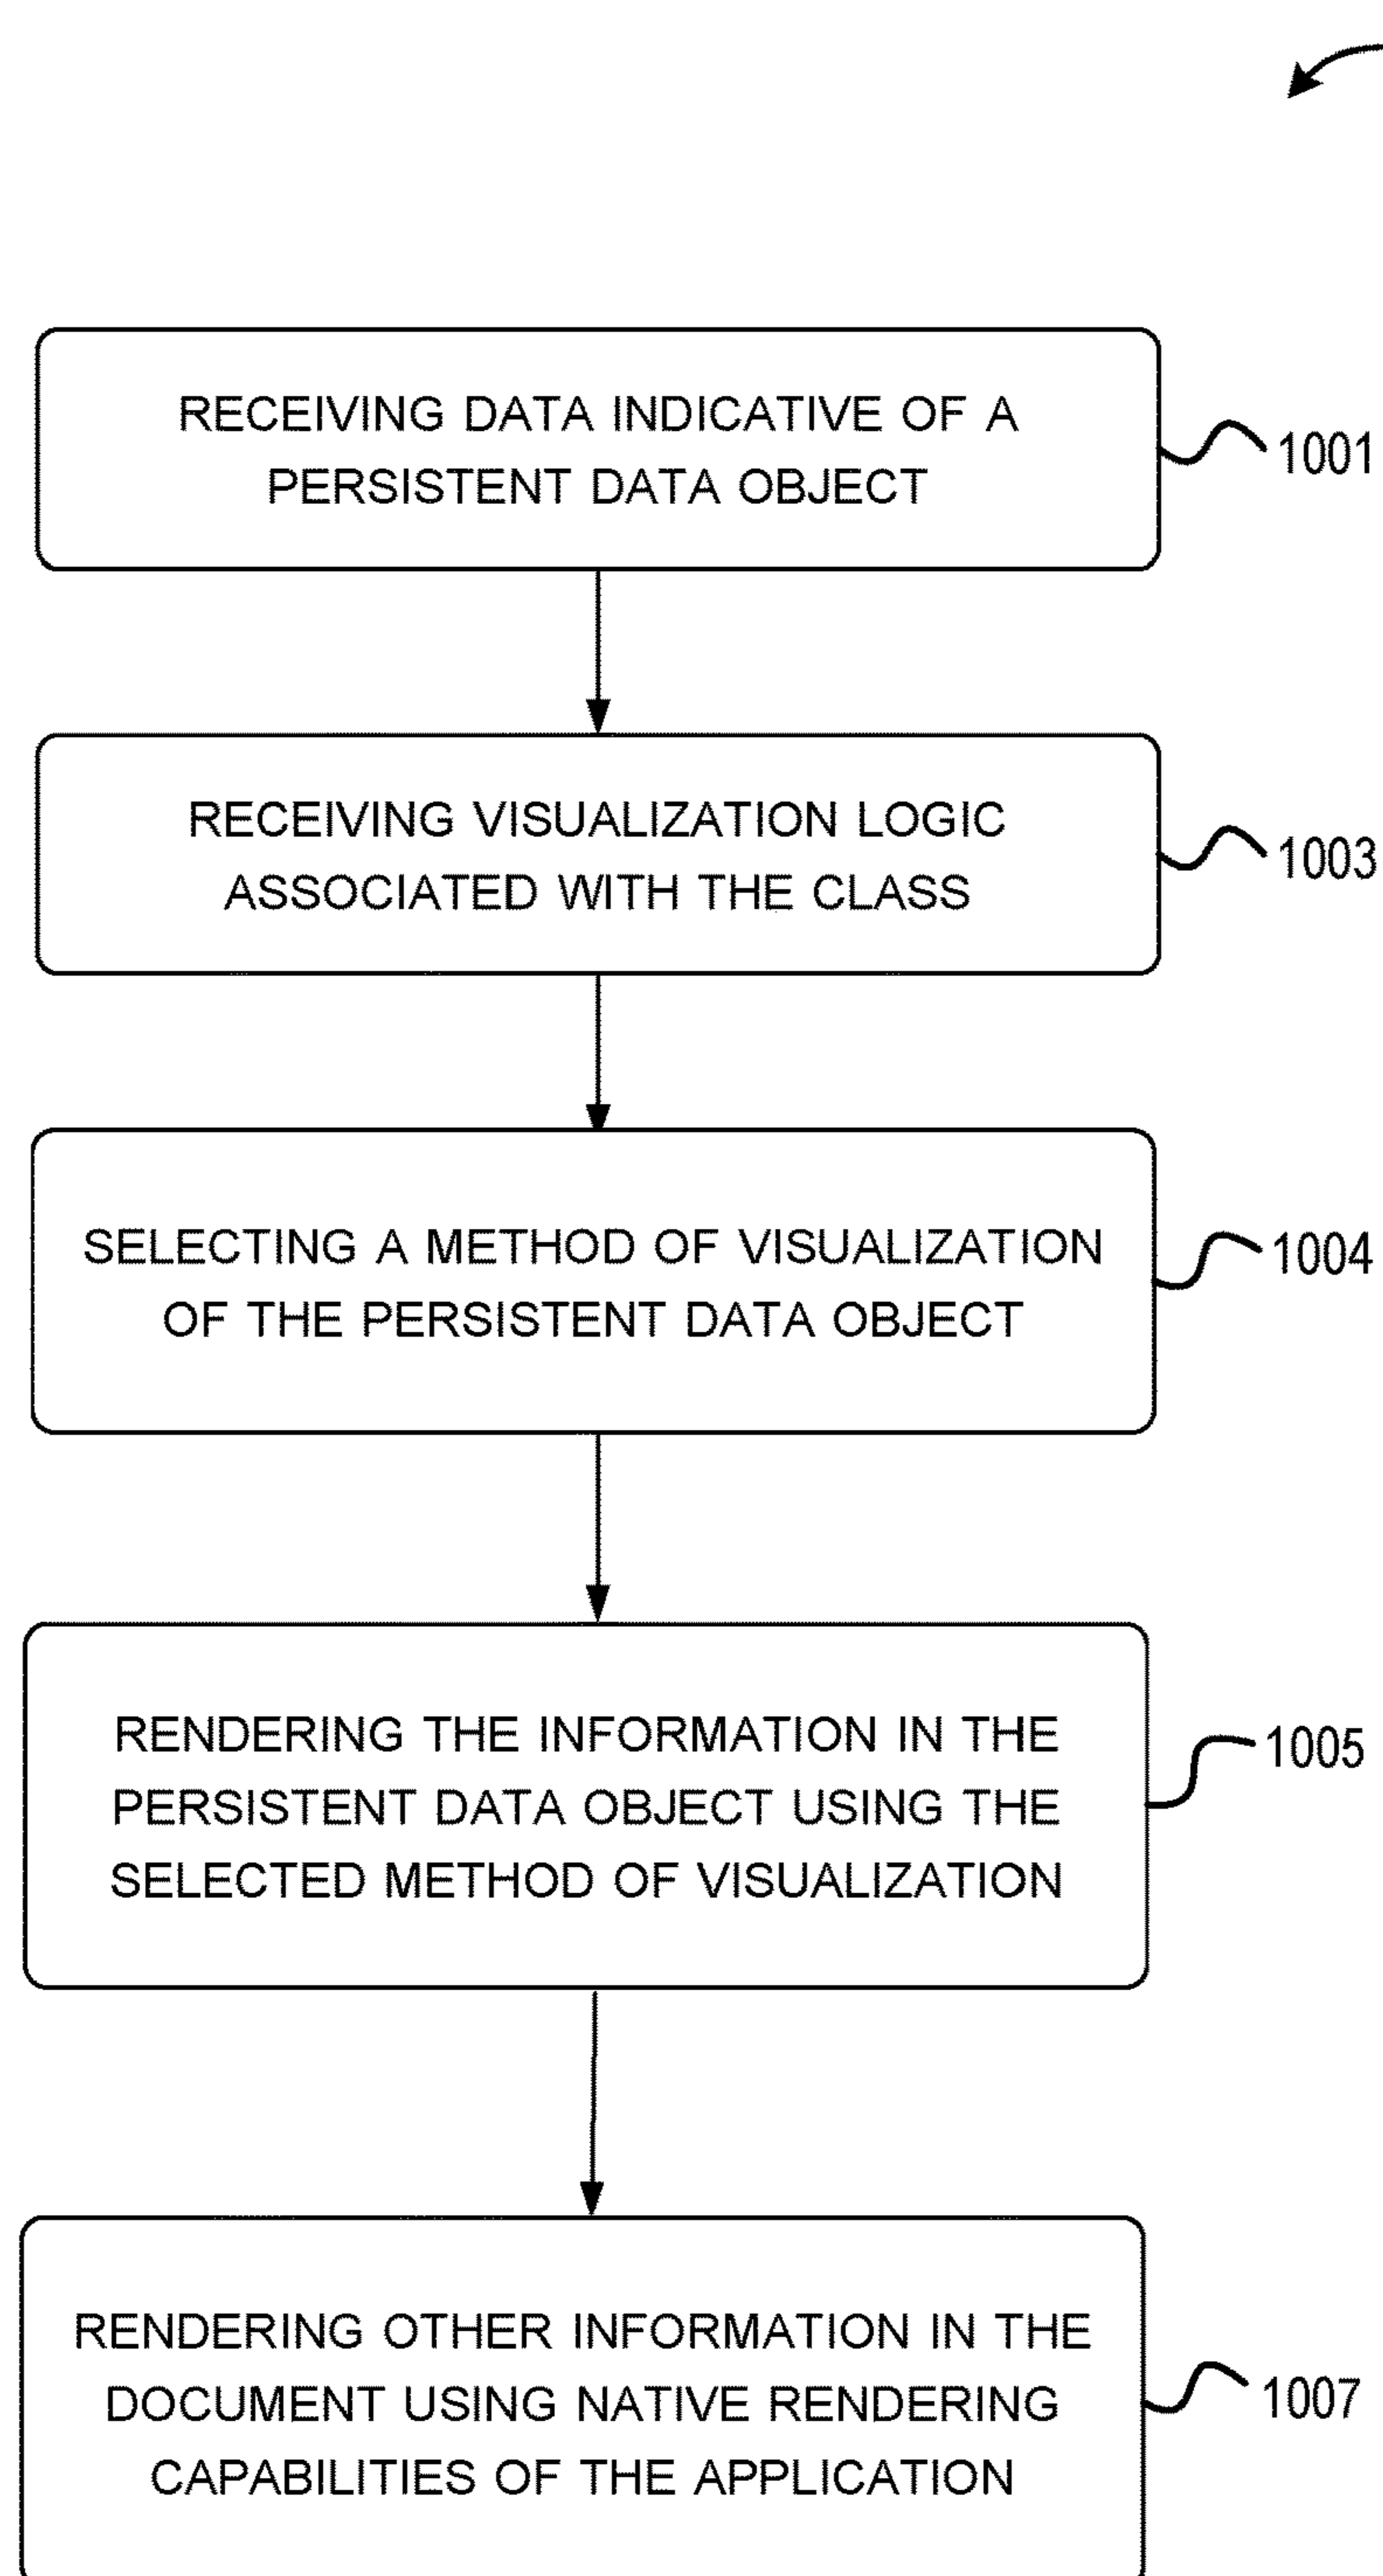 RECEIVING DATA INDICATIVE OF A
PERSISTENT DATA OBJECT
1001
RECEIVING VISUALIZATION LOGIC
ASSOCIATED WITH THE CLASS
1003
SELECTING A METHOD OF VISUALIZATION
OF THE PERSISTENT DATA OBJECT
1004
RENDERING THE INFORMATION IN THE
PERSISTENT DATA OBJECT USING THE
SELECTED METHOD OF VISUALIZATION
1005
RENDERING OTHER INFORMATION IN THE
DOCUMENT USING NATIVE RENDERING
CAPABILITIES OF THE APPLICATION
1007